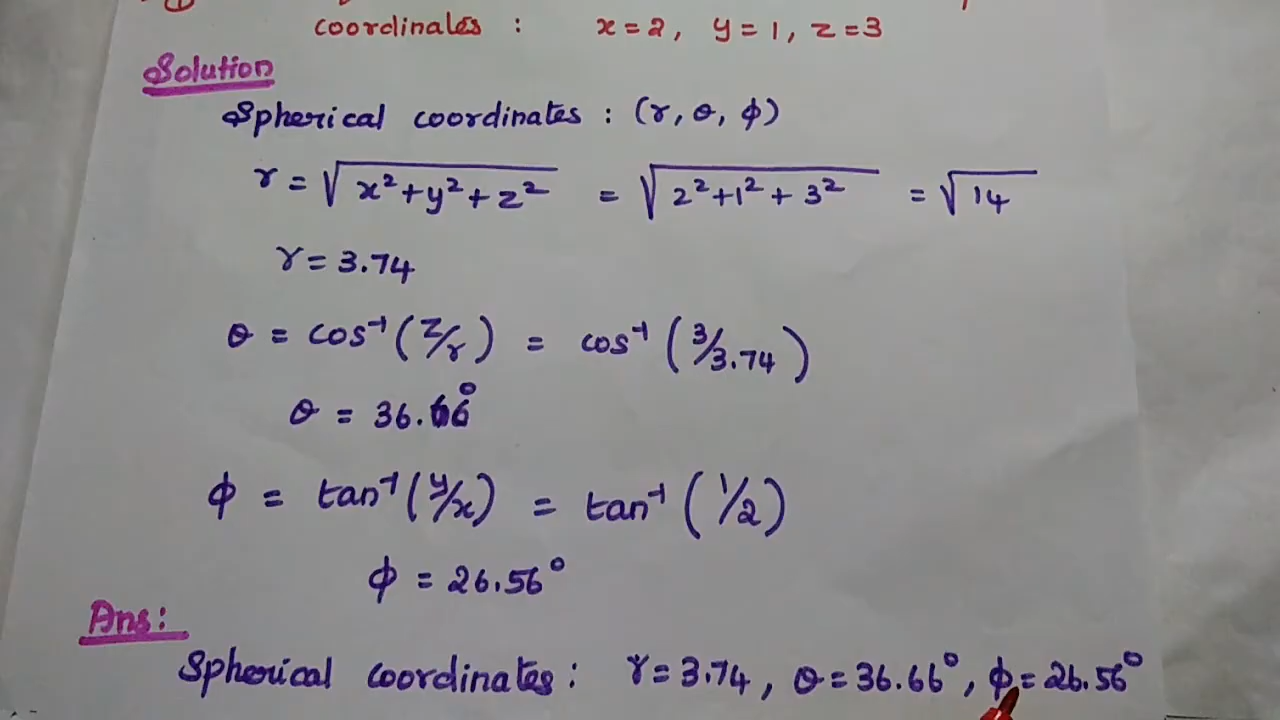 coordinates : x=2, y=1, z=3
Solution
Spherical coordinates : (r, θ, ϕ)
r = √x²+y²+z² = √2²+1²+3² = √14
r = 3.74
θ = cos⁻¹(z/r) = cos⁻¹(3/3.74)
θ = 36.66°
ϕ = tan⁻¹(y/x) = tan⁻¹(1/2)
ϕ = 26.56°
Ans:
Spherical coordinates: r=3.74, θ=36.66°, ϕ=26.56°